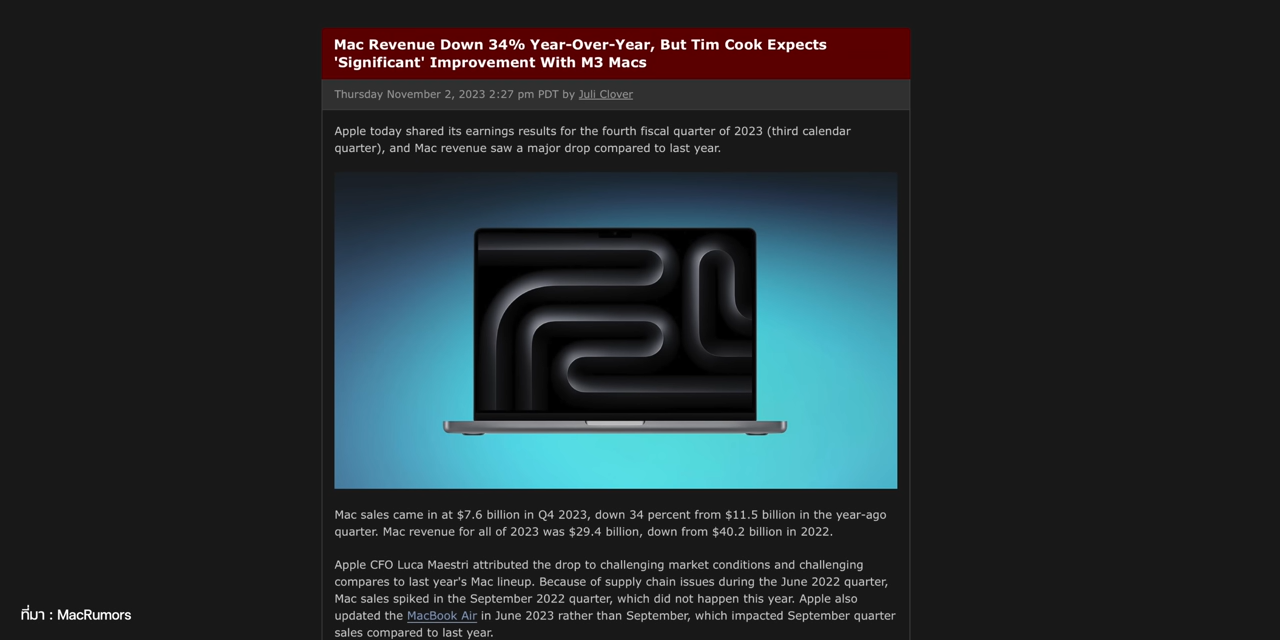 Mac Revenue Down 34% Year-Over-Year, But Tim Cook Expects
'Significant' Improvement With M3 Macs
Thursday November 2, 2023 2:27 pm PDT by Juli Clover
Apple today shared its earnings results for the fourth fiscal quarter of 2023 (third calendar
quarter), and Mac revenue saw a major drop compared to last year.
Mac sales came in at $7.6 billion in Q4 2023, down 34 percent from $11.5 billion in the year-ago
quarter. Mac revenue for all of 2023 was $29.4 billion, down from $40.2 billion in 2022.
Apple CFO Luca Maestri attributed the drop to challenging market conditions and challenging
compares to last year's Mac lineup. Because of supply chain issues during the June 2022 quarter,
Mac sales spiked in the September 2022 quarter, which did not happen this year. Apple also
updated the MacBook Air in June 2023 rather than September, which impacted September quarter
sales compared to last year.
ที่มา : MacRumors